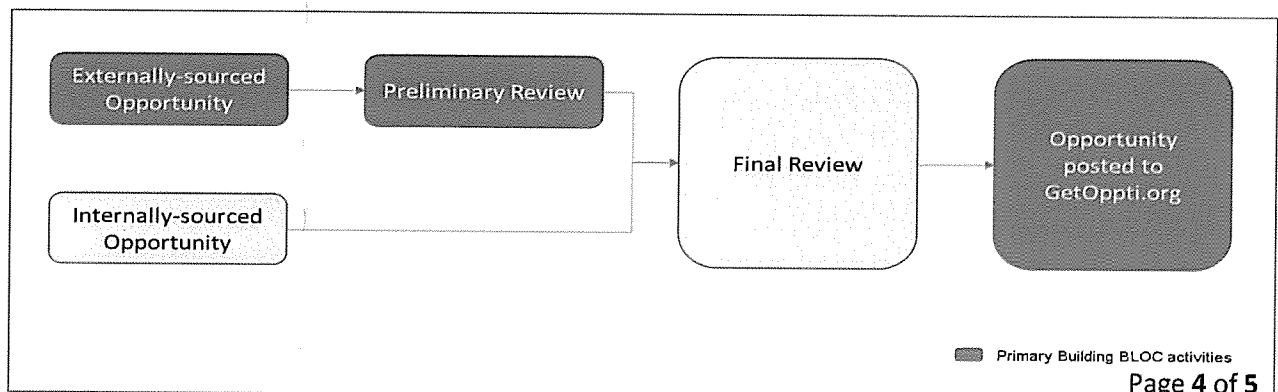 Externally-sourced
Opportunity
Preliminary Review
Internally-sourced
Opportunity
Final Review
Opportunity
posted to
GetOppti.org
Primary Building BLOC activities
Page 4 of 5